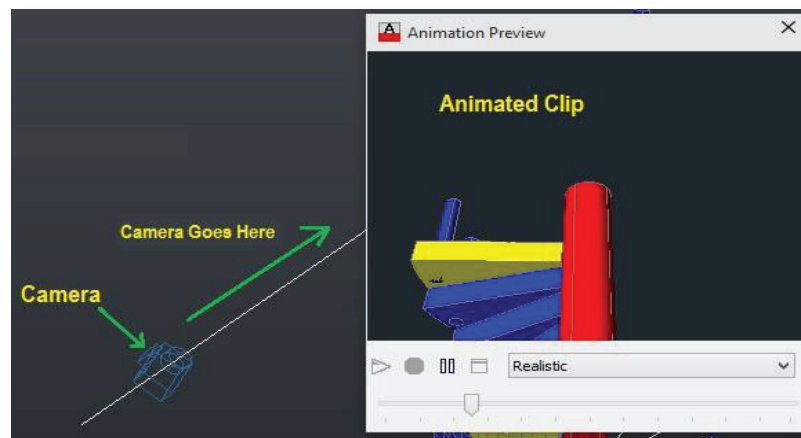 Animation Preview
Animated Clip
Camera Goes Here
Camera
Realistic